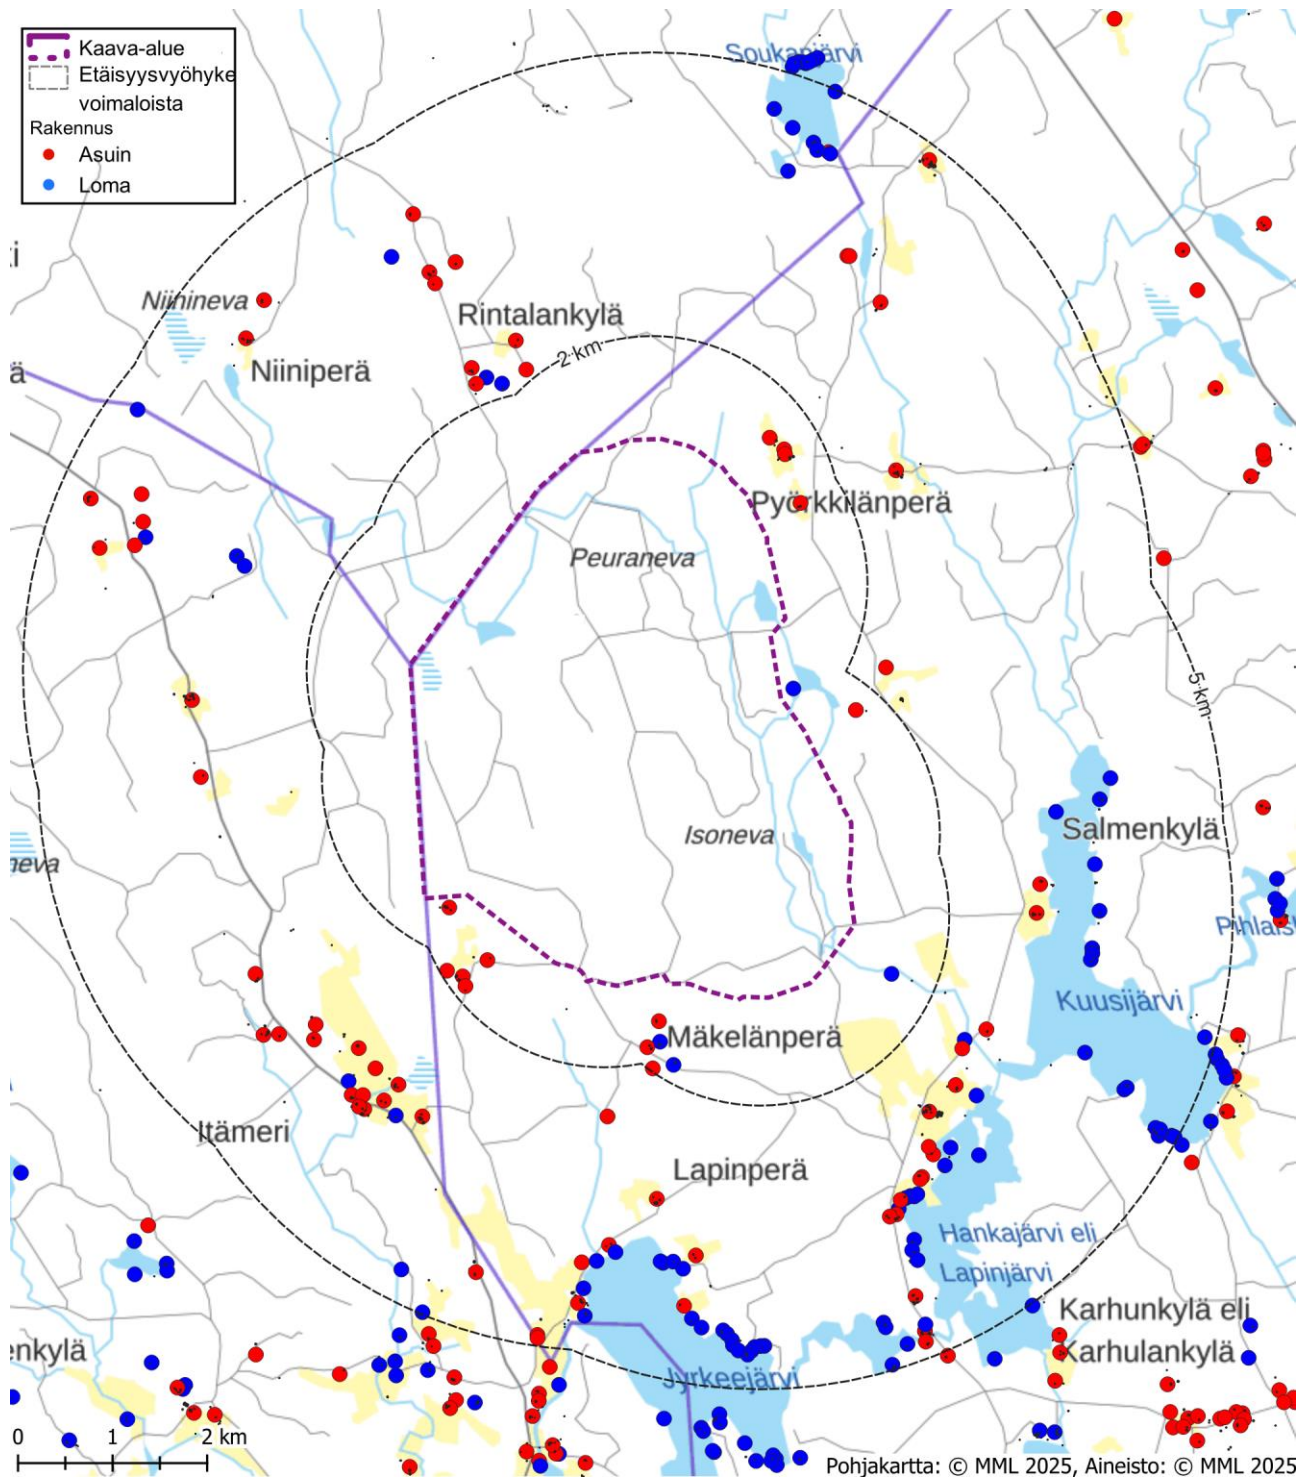 Kaava-alue
Etäisyysvyöhyke
voimaloista
Rakennus
Asuin
Loma
Soukanjärvi
Niihineva
Rintalankylä
2 km
Niiniperä
Pyörkkilänperä
Peuraneva
5 km
Isoneva
Salmenkylä
neva
Kuusijärvi
Mäkelänperä
Itämeri
Lapinperä
Hankajärvi eli
Lapinjärvi
Karhunkylä eli
Karhulankylä
enkylä
Jyrkeejärvi
0 1 2 km
Pohjakartta: © MML 2025, Aineisto: © MML 2025